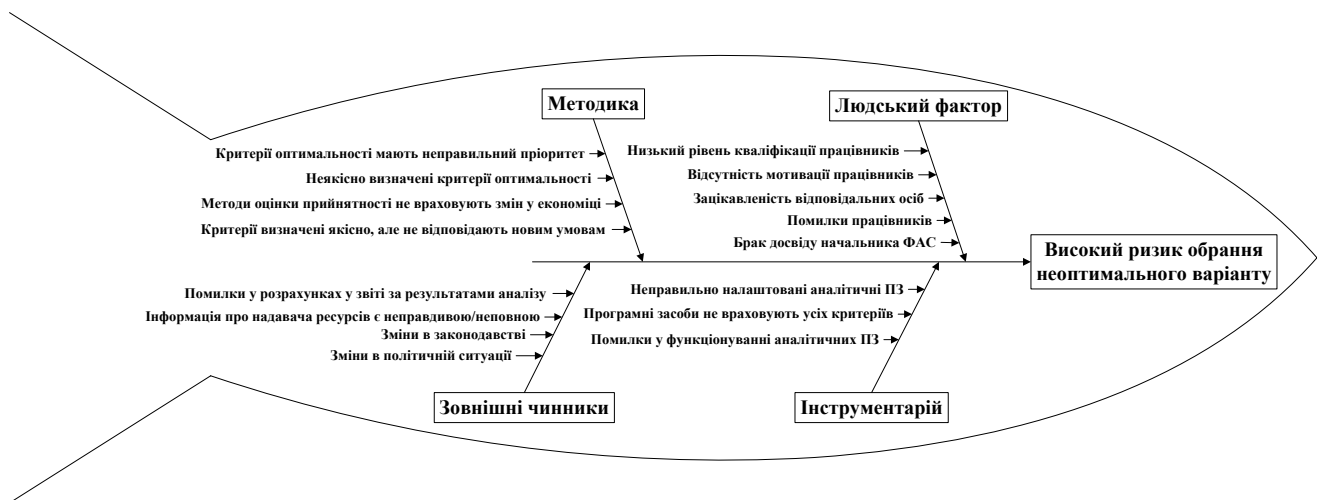 Методика
Людський фактор
Критерії оптимальності мають неправильний пріоритет
Неякісно визначені критерії оптимальності
Методи оцінки прийнятності не враховують змін у економіці
Критерії визначені якісно, але не відповідають новим умовам
Низький рівень кваліфікації працівників
Відсутність мотивації працівників
Зацікавленість відповідальних осіб
Помилки працівників
Брак досвіду начальника ФАС
Високий ризик обрання
неоптимального варіанту
Помилки у розрахунках у звіті за результатами аналізу
Інформація про надавача ресурсів є неправдивою/неповною
Зміни в законодавстві
Зміни в політичній ситуації
Неправильно налаштовані аналітичні ПЗ
Програмні засоби не враховують усіх критеріїв
Помилки у функціонуванні аналітичних ПЗ
Зовнішні чинники
Інструментарій